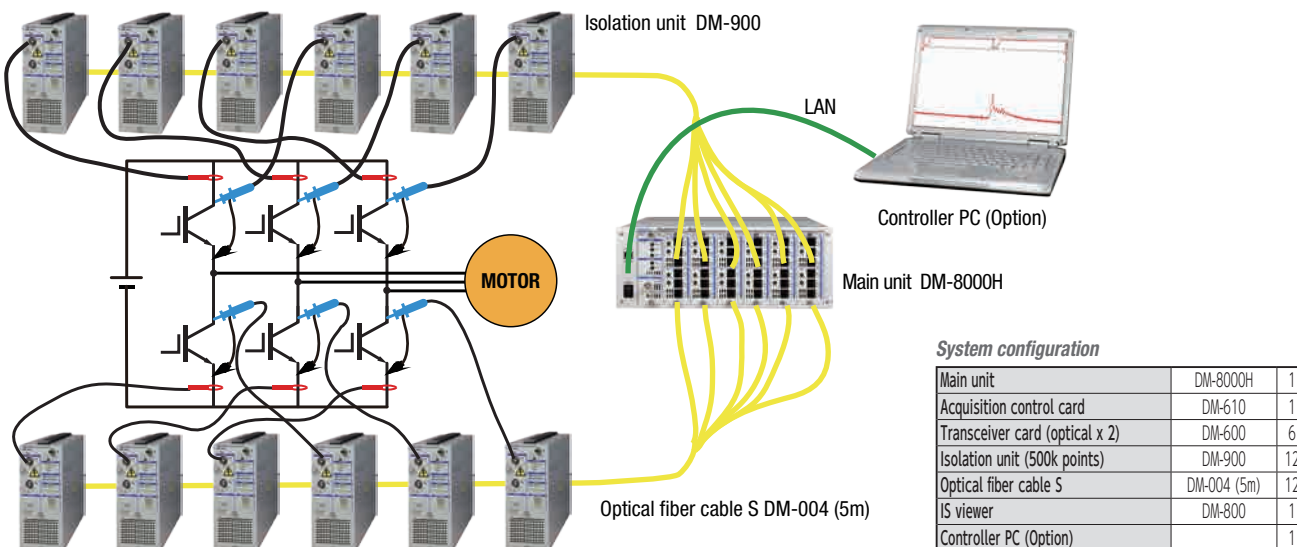 Isolation unit DM-900
LAN
Controller PC (Option)
MOTOR
Main unit DM-8000H
Optical fiber cable S DM-004 (5m)
System configuration
Main unit DM-8000H 1
Acquisition control card DM-610 1
Transceiver card (optical x 2) DM-600 6
Isolation unit (500k points) DM-900 12
Optical fiber cable S DM-004 (5m) 12
IS viewer DM-800 1
Controller PC (Option) 1